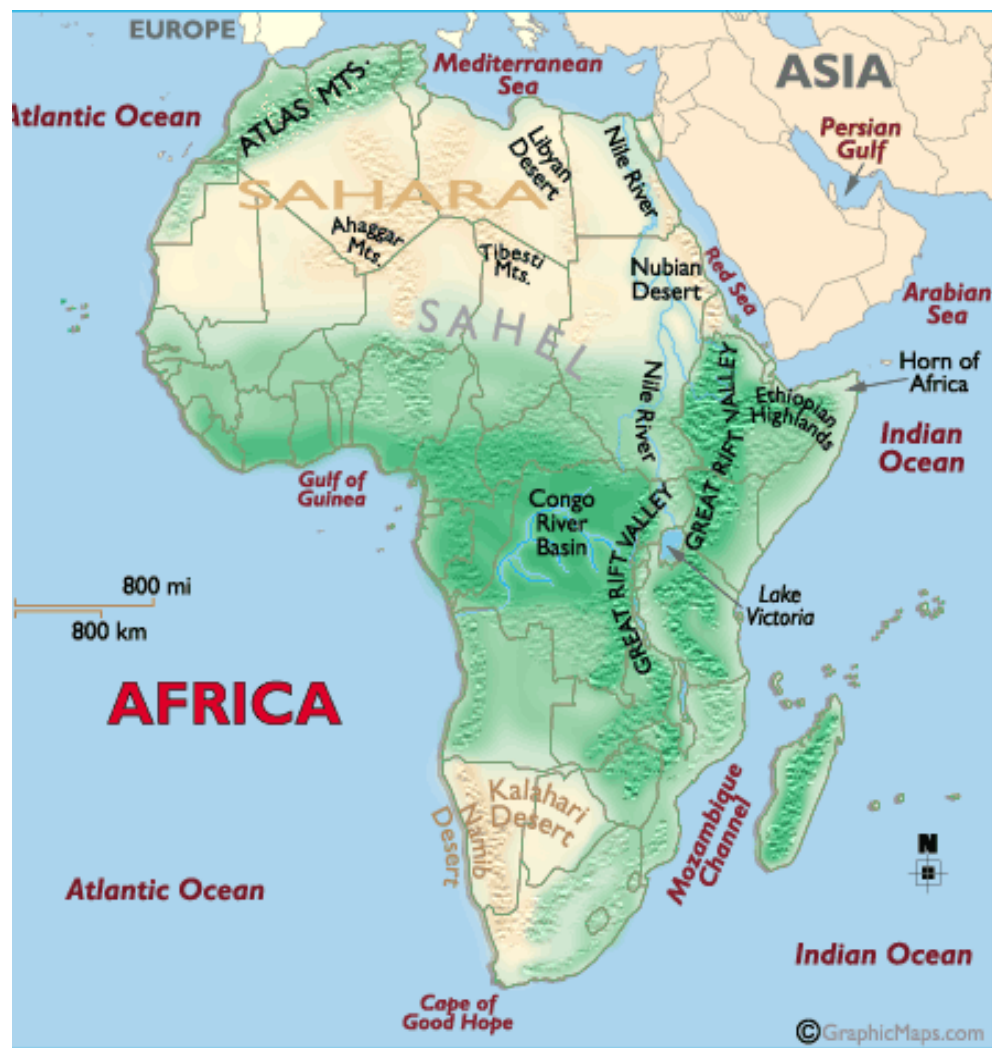 EUROPE
Mediterranean
Sea
ASIA
Atlantic Ocean
ATLAS MTS.
Persian
Gulf
Libyan
Desert
Nile River
SAHARA
Ahaggar
Mts.
Tibesti
Mts.
Nubian
Desert
Red Sea
Arabian
Sea
SAHEL
Horn of
Africa
Nile River
GREAT RIFT VALLEY
Ethiopian
Highlands
Indian
Ocean
Gulf of
Guinea
Congo
River
Basin
GREAT RIFT VALLEY
800 mi
800 km
Lake
Victoria
AFRICA
Kalahari
Desert
Namib
Desert
Mozambique
Channel
N
Atlantic Ocean
Indian Ocean
Cape of
Good Hope
©GraphicMaps.com